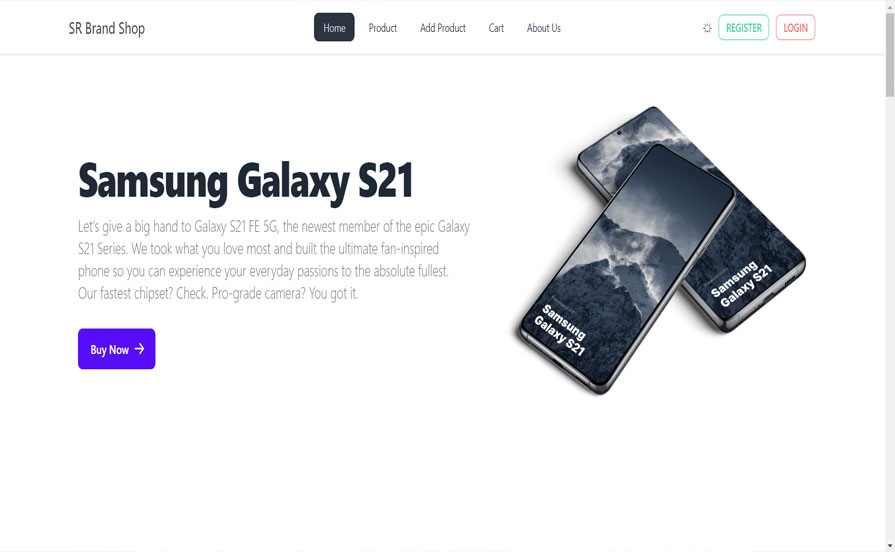 SR Brand Shop
Home
Product
Add Product
Cart
About Us
REGISTER
LOGIN
Samsung Galaxy S21
Let's give a big hand to Galaxy S21 FE 5G, the newest member of the epic Galaxy
S21 Series. We took what you love most and built the ultimate fan-inspired
phone so you can experience your everyday passions to the absolute fullest.
Our fastest chipset? Check. Pro-grade camera? You got it.
Buy Now →
Samsung
Galaxy S21
Samsung
Galaxy S21